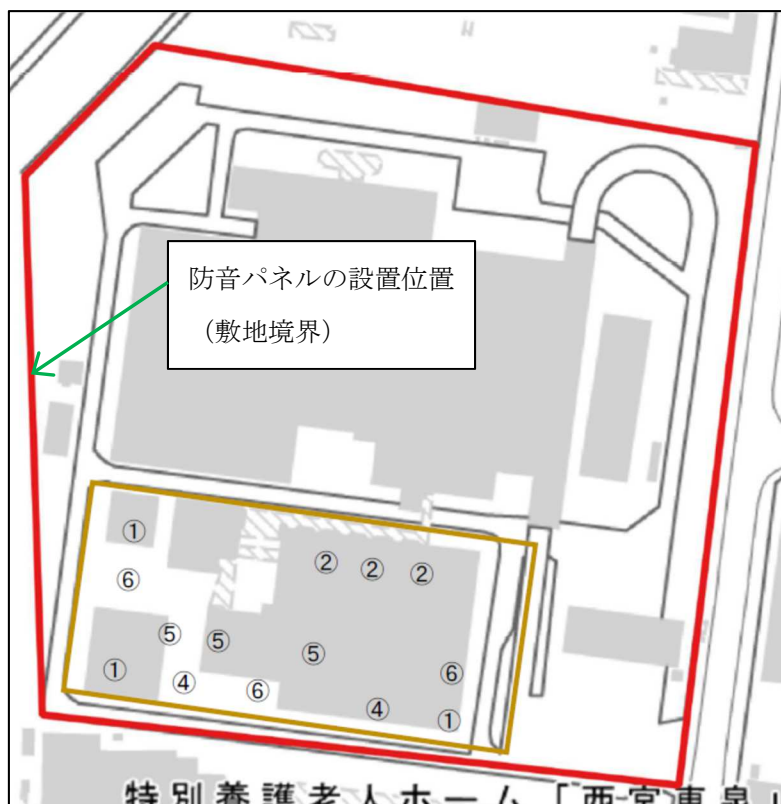 防音パネルの設置位置
（敷地境界）
①
② ② ②
⑥
⑤ ⑤ ⑤
① ④ ⑥ ⑥
④ ①
特別養護老人ホーム「西宮恵泉」